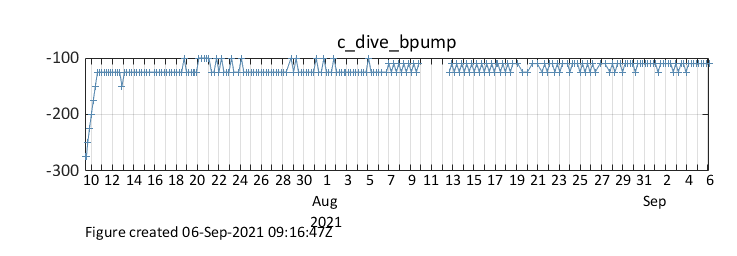 c_dive_bpump
-100
-200
-300
10 12 14 16 18 20 22 24 26 28 30 1 3 5 7 9 11 13 15 17 19 21 23 25 27 29 31 2 4 6
Aug Sep
2021
Figure created 06-Sep-2021 09:16:47Z